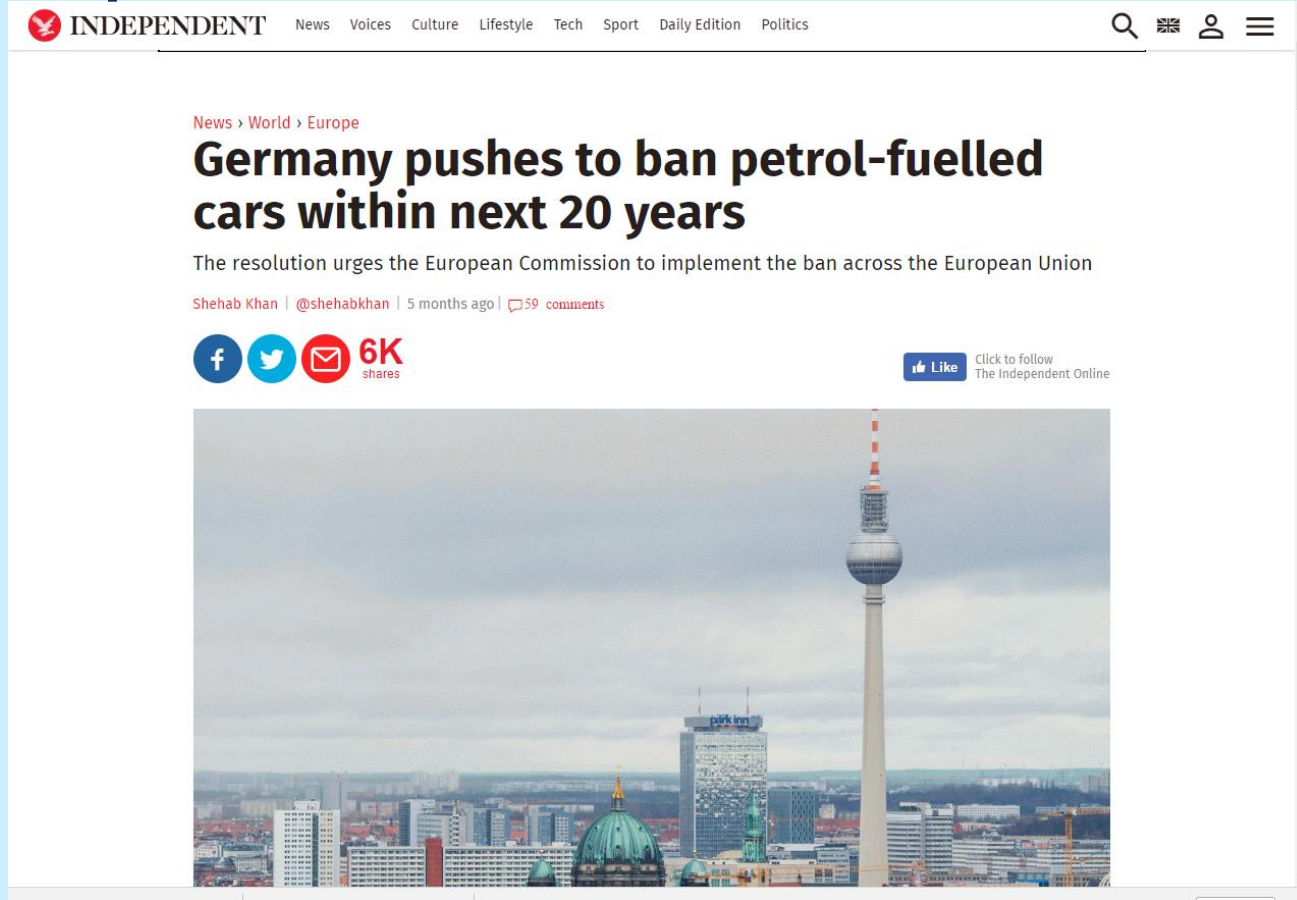 INDEPENDENT News Voices Culture Lifestyle Tech Sport Daily Edition Politics
News › World › Europe
Germany pushes to ban petrol-fuelled
cars within next 20 years
The resolution urges the European Commission to implement the ban across the European Union
Shehab Khan | @shehabkhan | 5 months ago | 59 comments
f 6K
shares
Like
Click to follow
The Independent Online
park inn